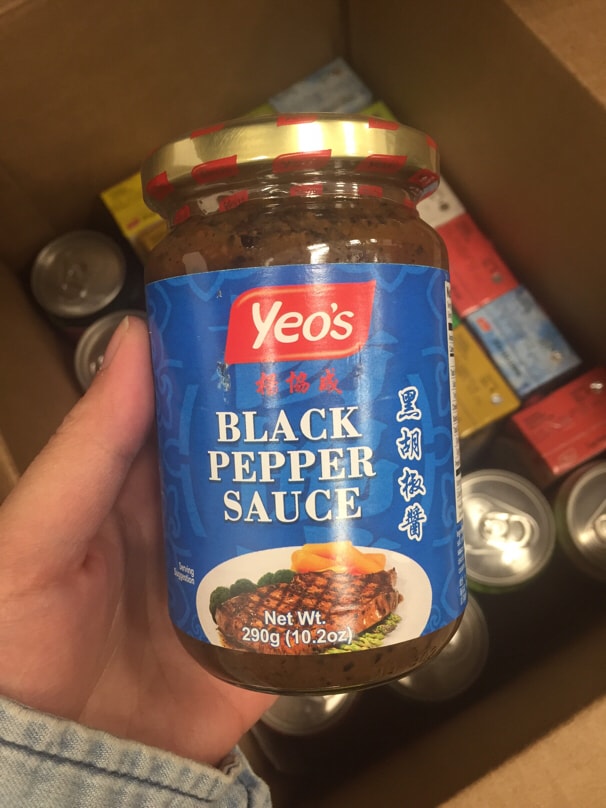 Yeo's
楊協成
BLACK
PEPPER
SAUCE
黑胡椒醬
Serving
Suggestion
Net Wt.
290g (10.2oz)